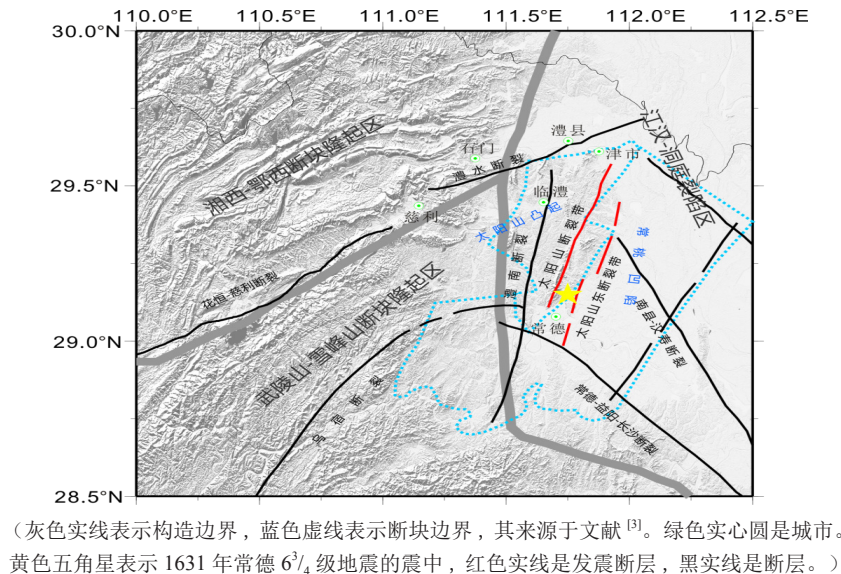 110.0°E 110.5°E 111.0°E 111.5°E 112.0°E 112.5°E
30.0°N
29.5°N
29.0°N
28.5°N
湘西-鄂西断块隆起区
江汉-洞庭裂陷区
武陵山-雪峰山断块隆起区
石门
澧县
津市
澧水断裂
临澧
慈利
太阳山凸起
常桃凹陷
花垣-慈利断裂
澧南断裂
太阳山断裂带
太阳山东断裂带
南县-汉寿断裂
常德
常德-益阳-长沙断裂
乌宿断裂
(灰色实线表示构造边界,蓝色虚线表示断块边界,其来源于文献[3]。绿色实心圆是城市。
黄色五角星表示 1631 年常德 6 3/4 级地震的震中,红色实线是发震断层,黑实线是断层。)